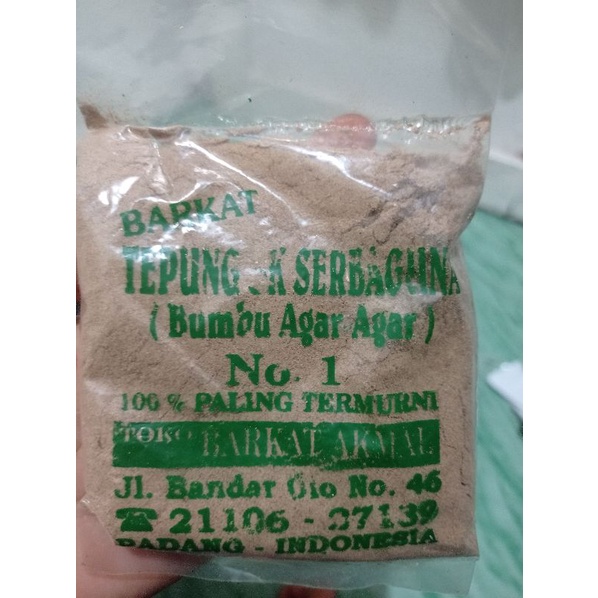 BARKAT
TEPUNG SERBAGUNA
( Bumbu Agar Agar )
No. 1
100 % PALING TERMURNI
TOKO BARKAT AKMAL
Jl. Bandar Olo No. 46
☎ 21106 - 37139
PADANG - INDONESIA